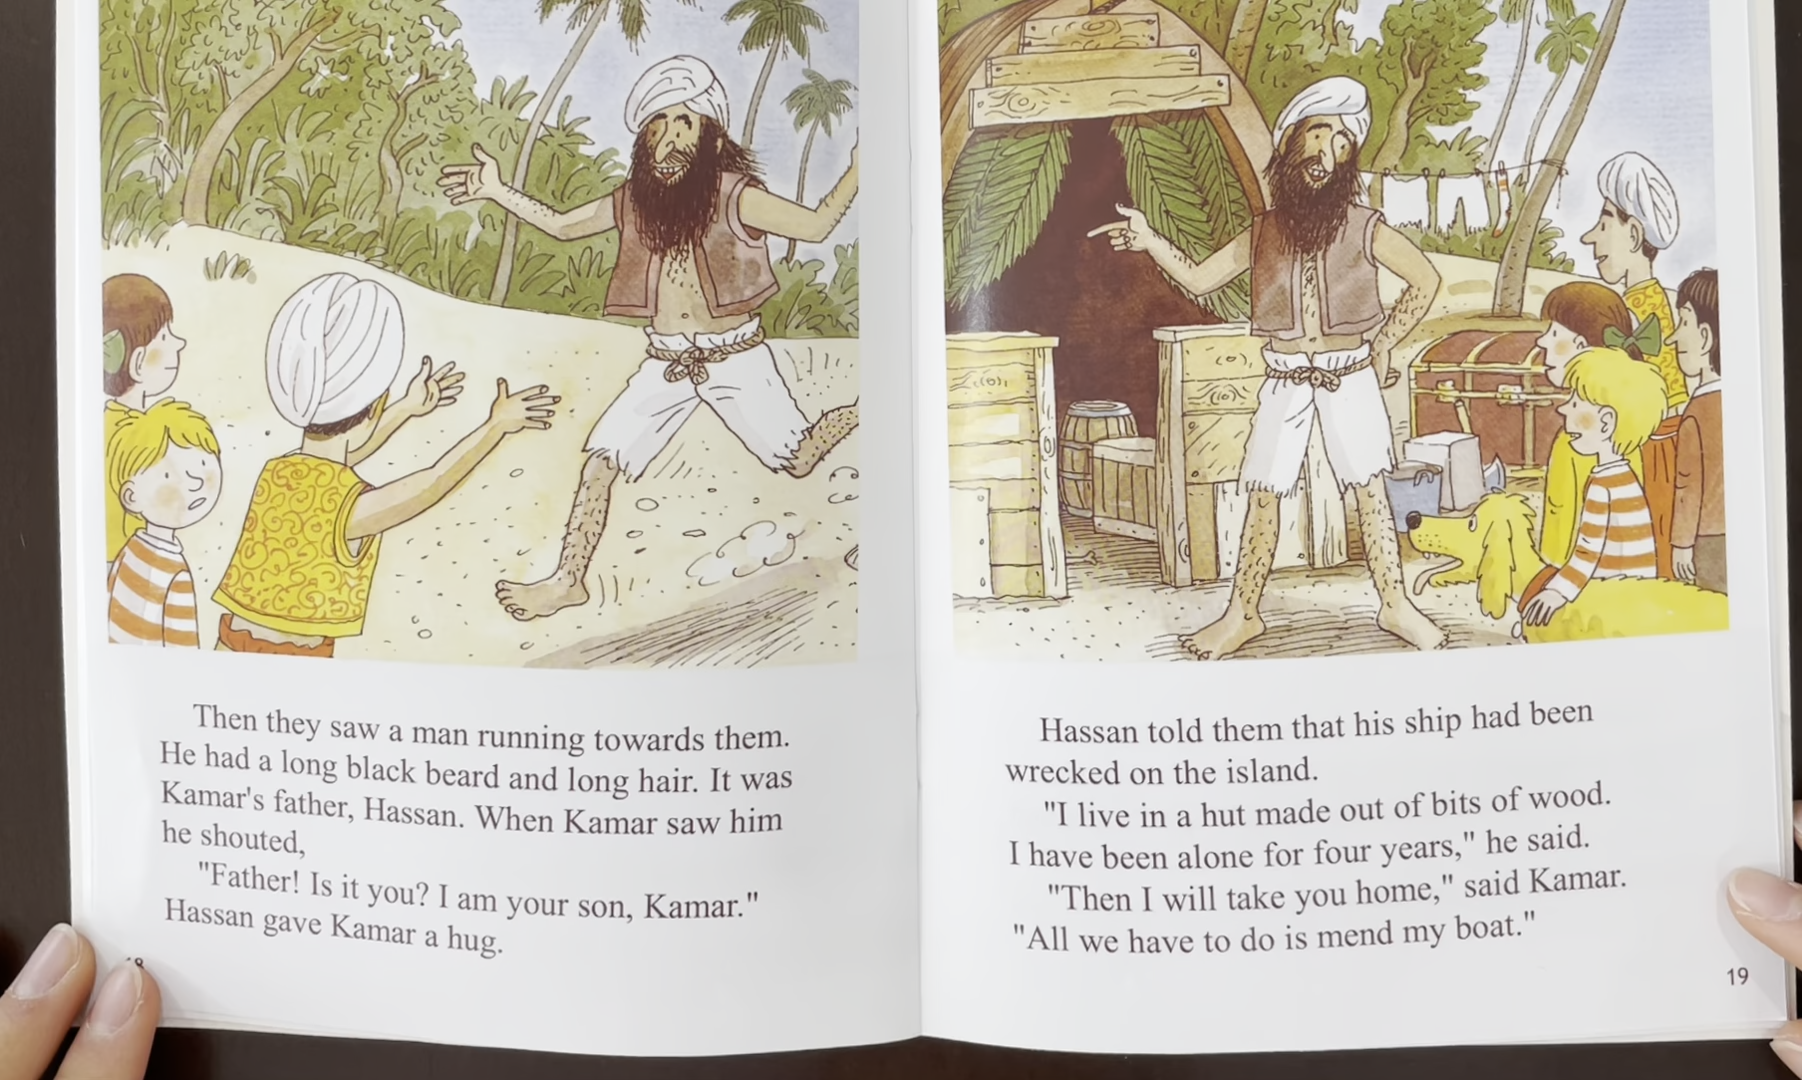 Then they saw a man running towards them.
He had a long black beard and long hair. It was
Kamar's father, Hassan. When Kamar saw him
he shouted,
"Father! Is it you? I am your son, Kamar."
Hassan gave Kamar a hug.
Hassan told them that his ship had been
wrecked on the island.
"I live in a hut made out of bits of wood.
I have been alone for four years," he said.
"Then I will take you home," said Kamar.
"All we have to do is mend my boat."
19